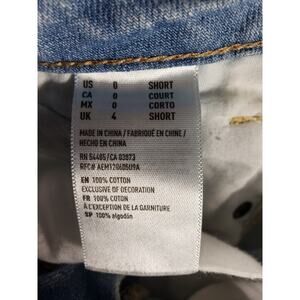 US 0 SHORT
CA 0 COURT
MX 0 CORTO
UK 4 SHORT
MADE IN CHINA / FABRIQUÉ EN CHINE /
HECHO EN CHINA
RN 54485/CA 03073
EN 100% COTTON
EXCLUSIVE OF DECORATION
FR 100% COTON
À L'EXCEPTION DE LA GARNITURE
SP 100% algodón